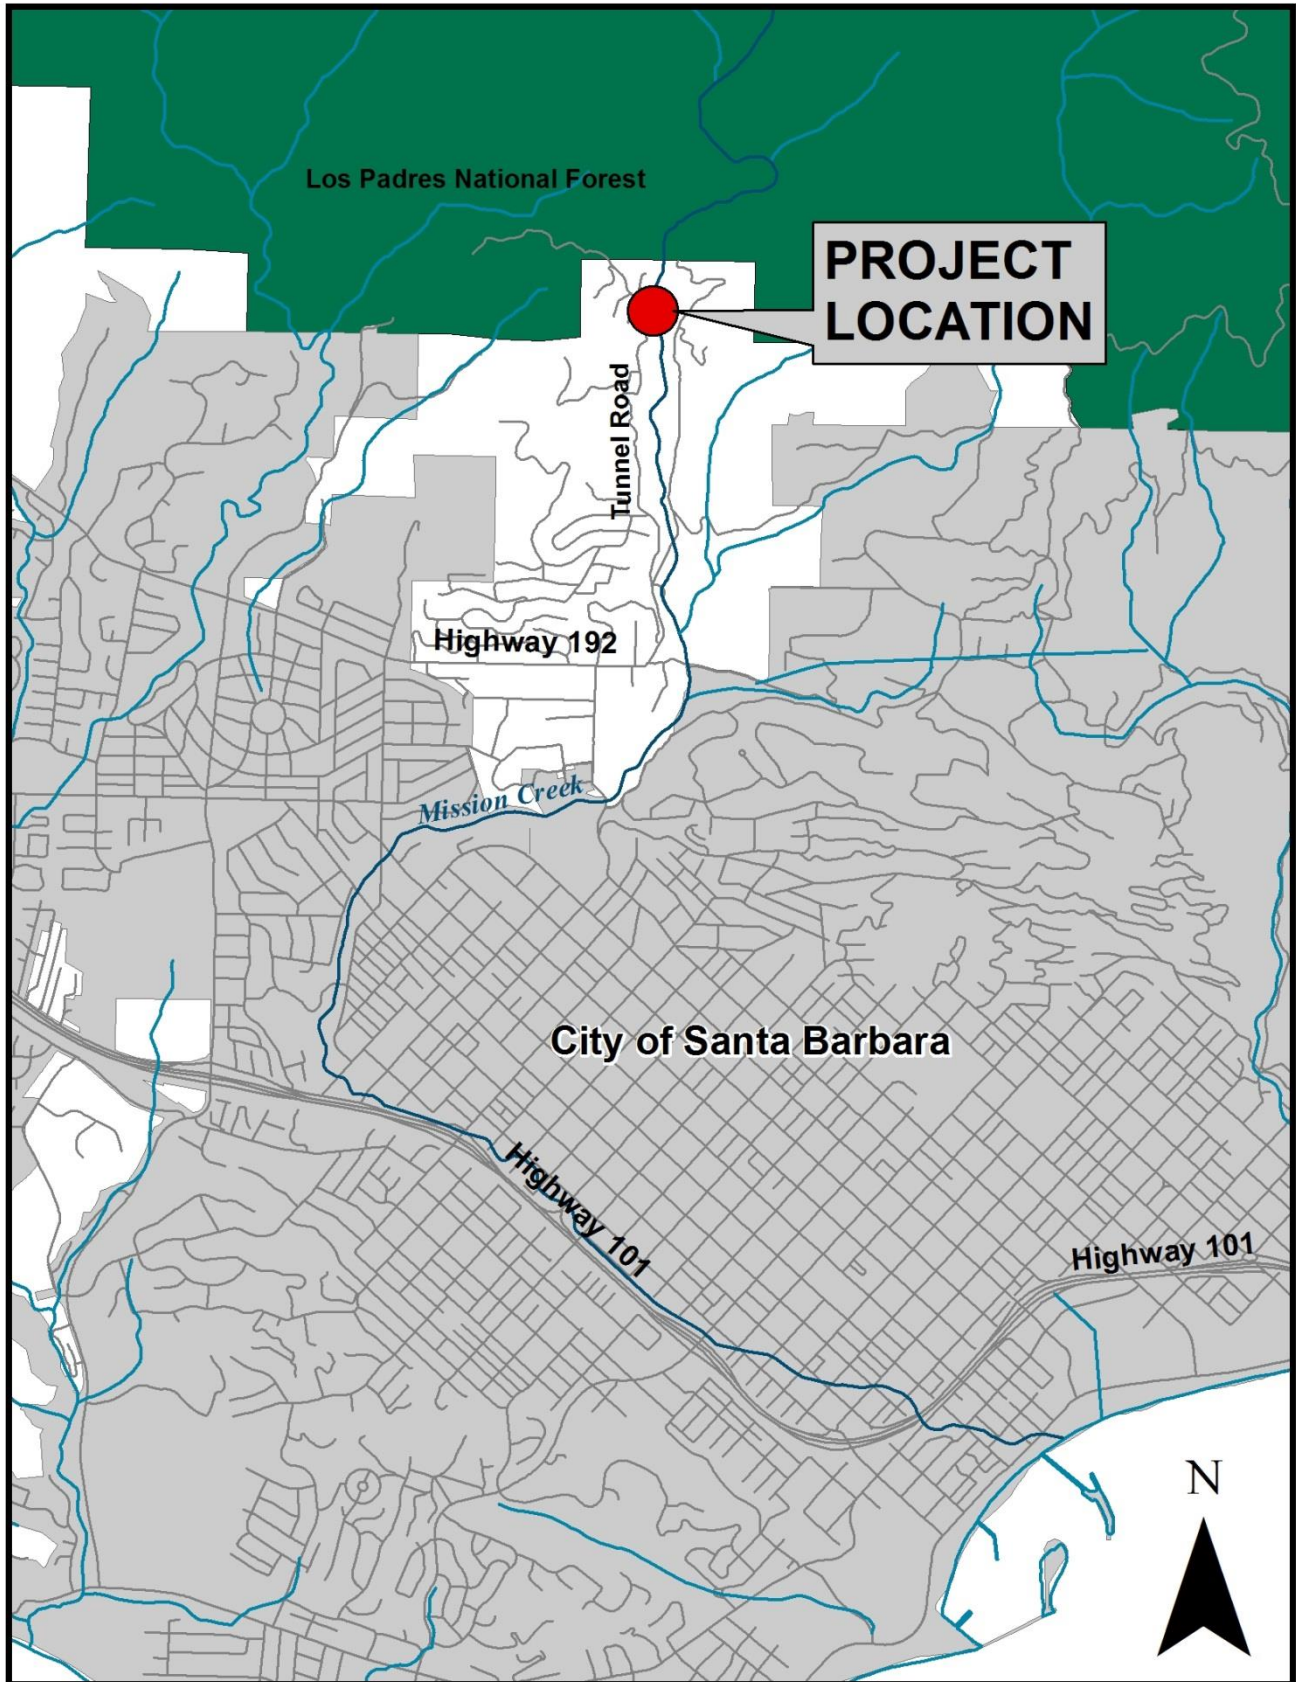 Los Padres National Forest
PROJECT
LOCATION
Tunnel Road
Highway 192
Mission Creek
City of Santa Barbara
Highway 101
Highway 101
N